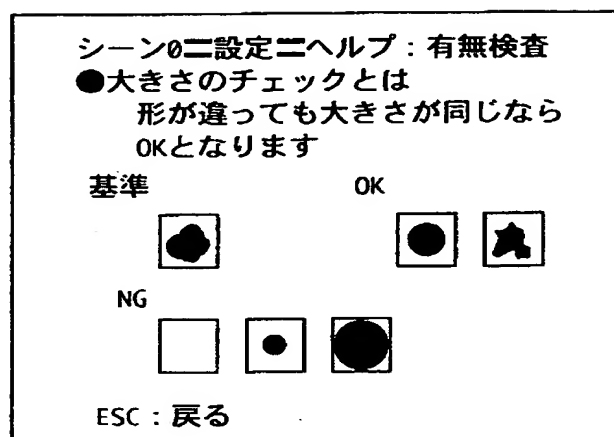 シーン0=設定=ヘルプ：有無検査
●大きさのチェックとは
形が違っても大きさが同じなら
OKとなります
基準 OK
NG
ESC：戻る